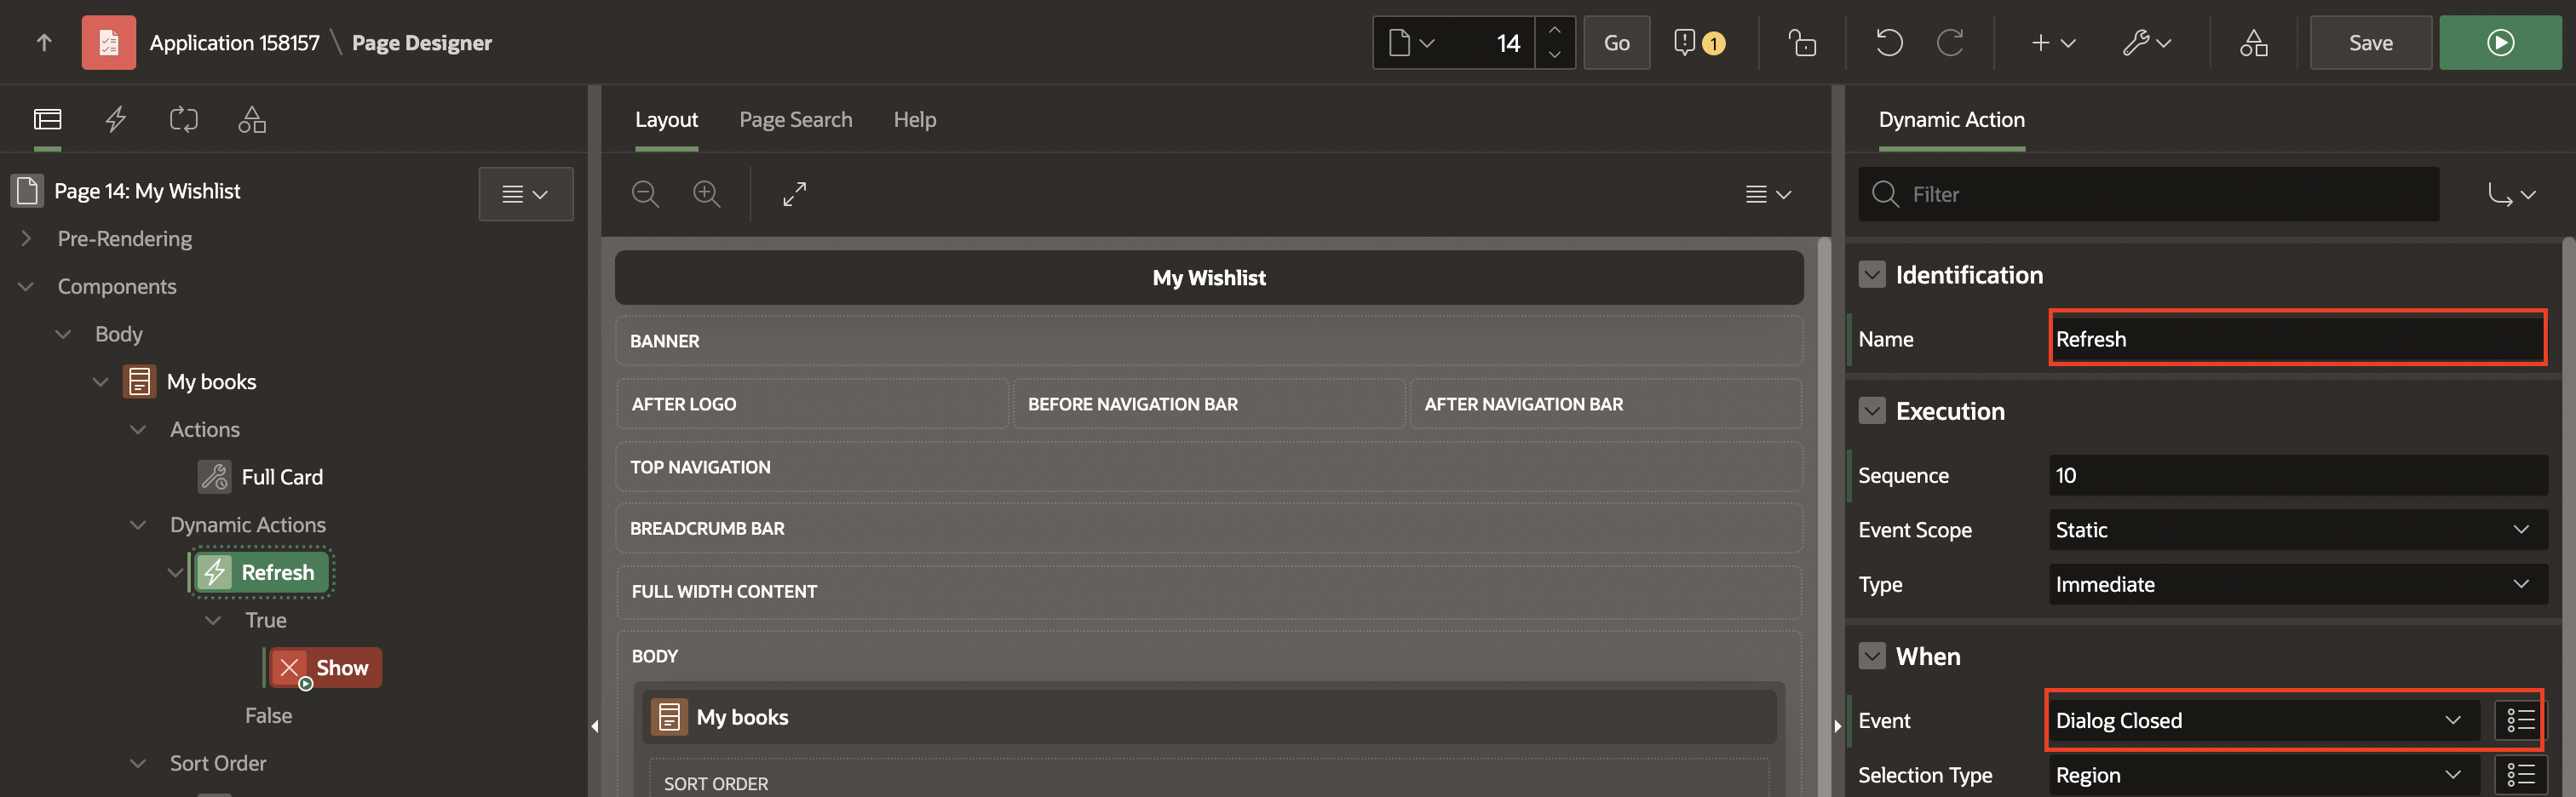 Application 158157 \ Page Designer
14
Go
1
Save
Page 14: My Wishlist
Pre-Rendering
Components
Body
My books
Actions
Full Card
Dynamic Actions
Refresh
True
Show
False
Sort Order
Layout
Page Search
Help
My Wishlist
BANNER
AFTER LOGO
BEFORE NAVIGATION BAR
AFTER NAVIGATION BAR
TOP NAVIGATION
BREADCRUMB BAR
FULL WIDTH CONTENT
BODY
My books
SORT ORDER
Dynamic Action
Filter
Identification
Name Refresh
Execution
Sequence 10
Event Scope Static
Type Immediate
When
Event Dialog Closed
Selection Type Region